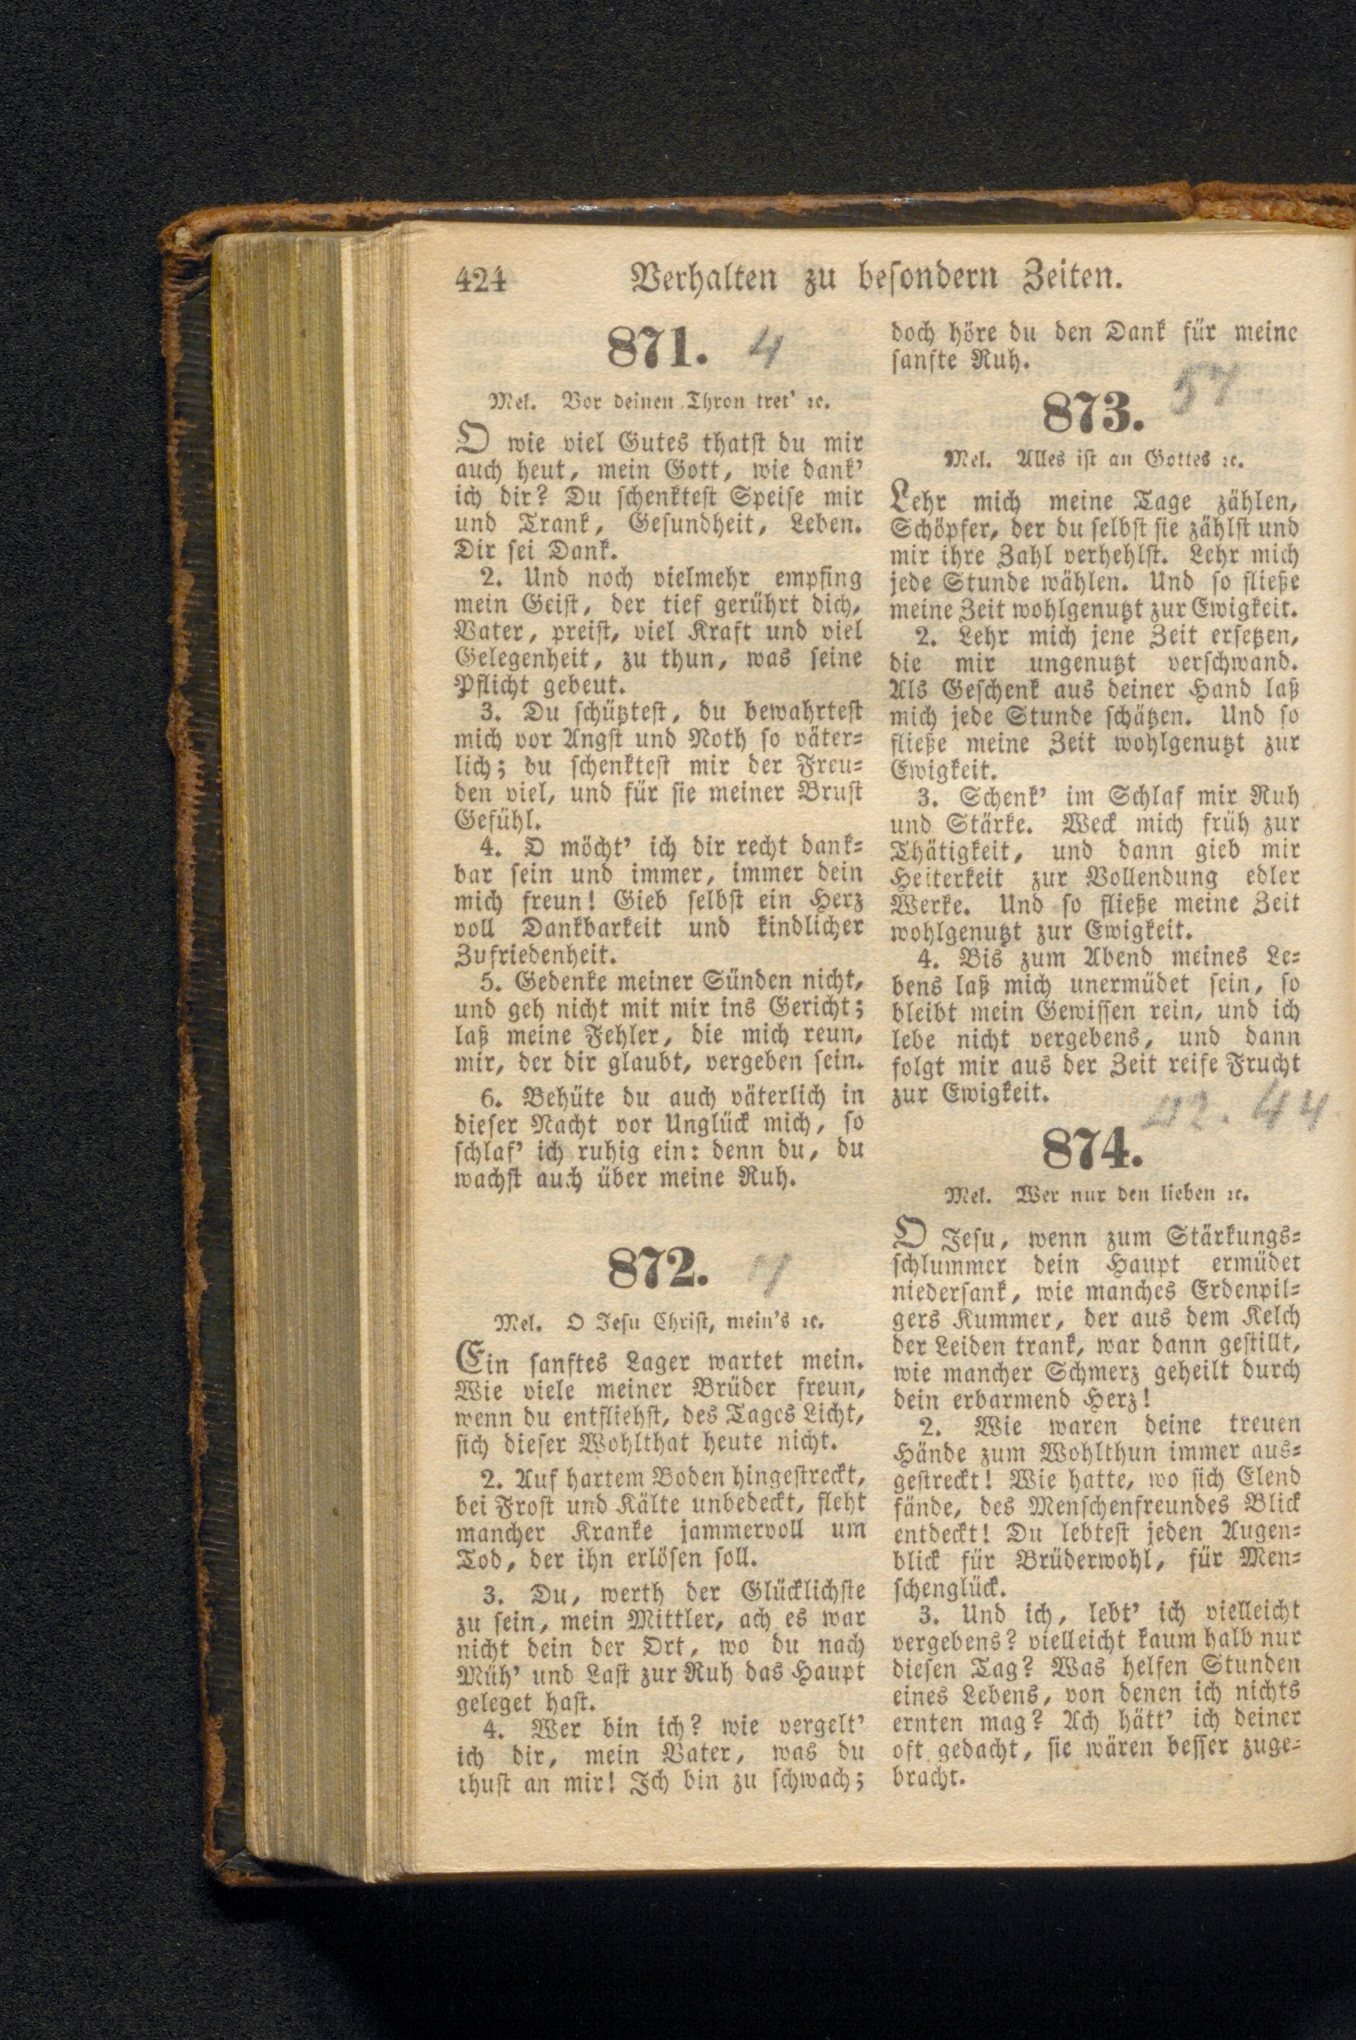 424 Verhalten zu besondern Zeiten.
871. 4
Mel. Vor deinen Thron tret' ꝛc.
O wie viel Gutes thatst du mir
auch heut, mein Gott, wie dank'
ich dir? Du schenktest Speise mir
und Trank, Gesundheit, Leben.
Dir sei Dank.
2. Und noch vielmehr empfing
mein Geist, der tief gerührt dich,
Vater, preist, viel Kraft und viel
Gelegenheit, zu thun, was seine
Pflicht gebeut.
3. Du schütztest, du bewahrtest
mich vor Angst und Noth so väter-
lich; du schenktest mir der Freu-
den viel, und für sie meiner Brust
Gefühl.
4. O möcht' ich dir recht dank-
bar sein und immer, immer dein
mich freun! Gieb selbst ein Herz
voll Dankbarkeit und kindlicher
Zufriedenheit.
5. Gedenke meiner Sünden nicht,
und geh nicht mit mir ins Gericht;
laß meine Fehler, die mich reun,
mir, der dir glaubt, vergeben sein.
6. Behüte du auch väterlich in
dieser Nacht vor Unglück mich, so
schlaf' ich ruhig ein: denn du, du
wachst auch über meine Ruh.
872.
Mel. O Jesu Christ, mein's ꝛc.
Ein sanftes Lager wartet mein.
Wie viele meiner Brüder freun,
wenn du entfliehst, des Tages Licht,
sich dieser Wohlthat heute nicht.
2. Auf hartem Boden hingestreckt,
bei Frost und Kälte unbedeckt, fleht
mancher Kranke jammervoll um
Tod, der ihn erlösen soll.
3. Du, werth der Glücklichste
zu sein, mein Mittler, ach es war
nicht dein der Ort, wo du nach
Müh' und Last zur Ruh das Haupt
geleget hast.
4. Wer bin ich? wie vergelt'
ich dir, mein Vater, was du
thust an mir! Ich bin zu schwach;
doch höre du den Dank für meine
sanfte Ruh.
873. 57
Mel. Alles ist an Gottes ꝛc.
Lehr mich meine Tage zählen,
Schöpfer, der du selbst sie zählst und
mir ihre Zahl verhehlst. Lehr mich
jede Stunde wählen. Und so fließe
meine Zeit wohlgenutzt zur Ewigkeit.
2. Lehr mich jene Zeit ersetzen,
die mir ungenutzt verschwand.
Als Geschenk aus deiner Hand laß
mich jede Stunde schätzen. Und so
fließe meine Zeit wohlgenutzt zur
Ewigkeit.
3. Schenk' im Schlaf mir Ruh
und Stärke. Weck mich früh zur
Thätigkeit, und dann gieb mir
Heiterkeit zur Vollendung edler
Werke. Und so fließe meine Zeit
wohlgenutzt zur Ewigkeit.
4. Bis zum Abend meines Le-
bens laß mich unermüdet sein, so
bleibt mein Gewissen rein, und ich
lebe nicht vergebens, und dann
folgt mir aus der Zeit reife Frucht
zur Ewigkeit.
42. 44
874.
Mel. Wer nur den lieben ꝛc.
O Jesu, wenn zum Stärkungs-
schlummer dein Haupt ermüdet
niedersank, wie manches Erdenpil-
gers Kummer, der aus dem Kelch
der Leiden trank, war dann gestillt,
wie mancher Schmerz geheilt durch
dein erbarmend Herz!
2. Wie waren deine treuen
Hände zum Wohlthun immer aus-
gestreckt! Wie hatte, wo sich Elend
fände, des Menschenfreundes Blick
entdeckt! Du lebtest jeden Augen-
blick für Brüderwohl, für Men-
schenglück.
3. Und ich, lebt' ich vielleicht
vergebens? vielleicht kaum halb nur
diesen Tag? Was helfen Stunden
eines Lebens, von denen ich nichts
ernten mag? Ach hätt' ich deiner
oft gedacht, sie wären besser zuge-
bracht.